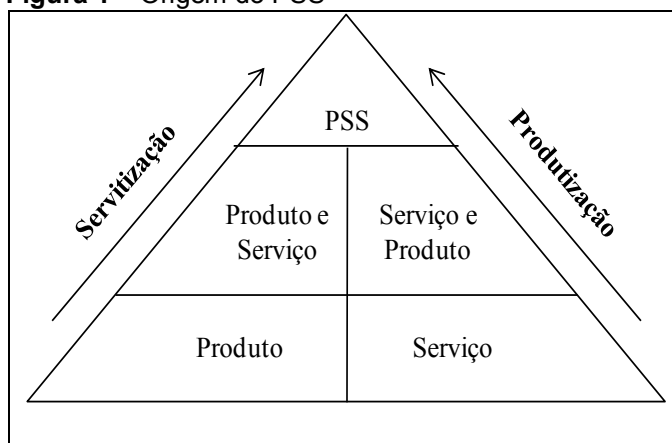 Figura 1 – Origem do PSS
PSS
Servitização
Produtização
Produto e
Serviço
Serviço e
Produto
Produto
Serviço